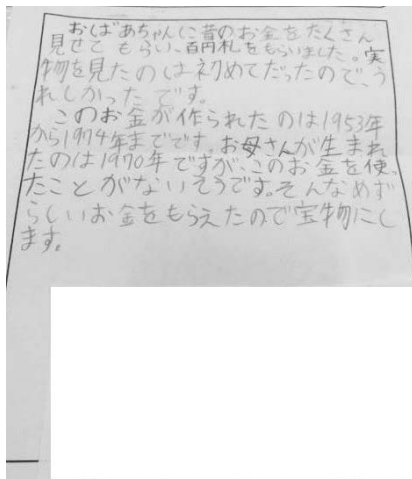 おばあちゃんに昔のお金をたくさん
見せてもらい、百円札をもらいました。実
物を見たのは初めてだったので、う
れしかったです。
このお金が作られたのは1953年
から1974年までです。お母さんが生まれ
たのは1970年ですが、このお金を使っ
たことがないそうです。そんなめず
らしいお金をもらえたので宝物にし
ます。